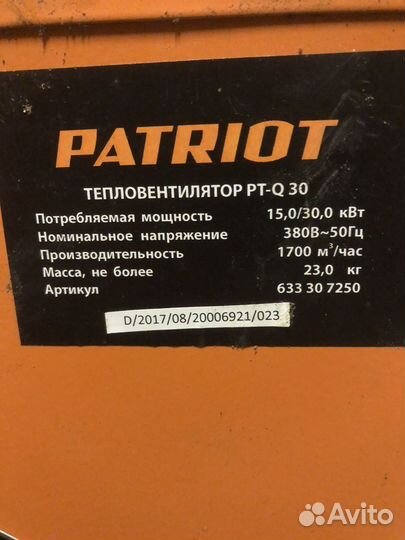 PATRIOT
ТЕПЛОВЕНТИЛЯТОР PT-Q 30
Потребляемая мощность 15,0/30,0 кВт
Номинальное напряжение 380В~50Гц
Производительность 1700 м³/час
Масса, не более 23,0 кг
Артикул 633 30 7250
D/2017/08/20006921/023
Avito